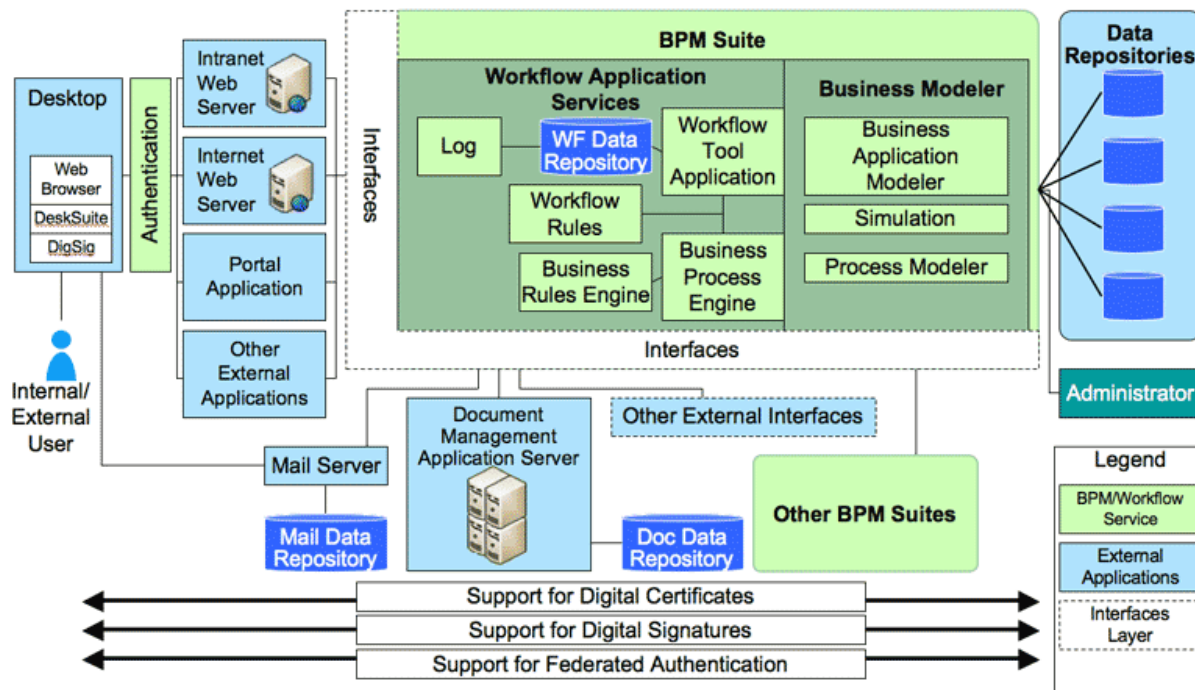 Desktop
Web
Browser
DeskSuite
DigSig
Internal/
External
User
Authentication
Intranet
Web
Server
Internet
Web
Server
Portal
Application
Other
External
Applications
Interfaces
BPM Suite
Workflow Application
Services
Log
WF Data
Repository
Workflow
Tool
Application
Workflow
Rules
Business
Rules Engine
Business
Process
Engine
Business Modeler
Business
Application
Modeler
Simulation
Process Modeler
Interfaces
Data
Repositories
Administrator
Mail Server
Mail Data
Repository
Document
Management
Application Server
Doc Data
Repository
Other External Interfaces
Other BPM Suites
Legend
BPM/Workflow
Service
External
Applications
Interfaces
Layer
Support for Digital Certificates
Support for Digital Signatures
Support for Federated Authentication